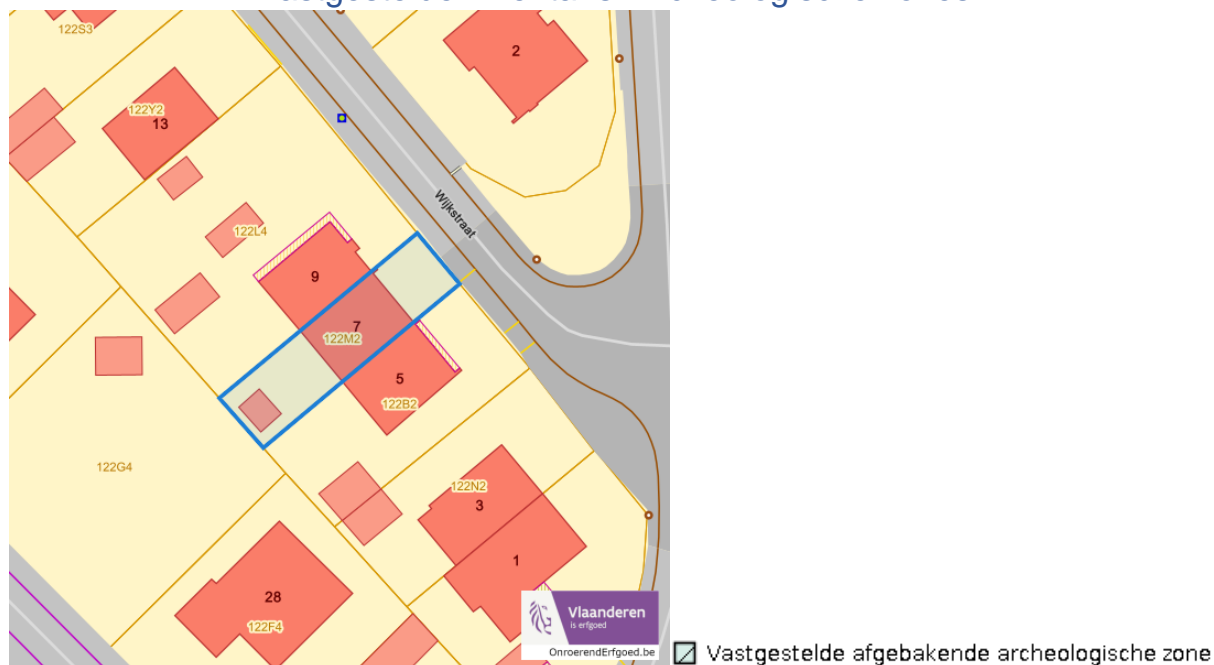 122S3
2
122Y2
13
Wijkstraat
122L4
9
7
122M2
5
122B2
122G4
122N2
3
1
28
122F4
Vlaanderen
is erfgoed
OnroerendErfgoed.be
Vastgestelde afgebakende archeologische zone